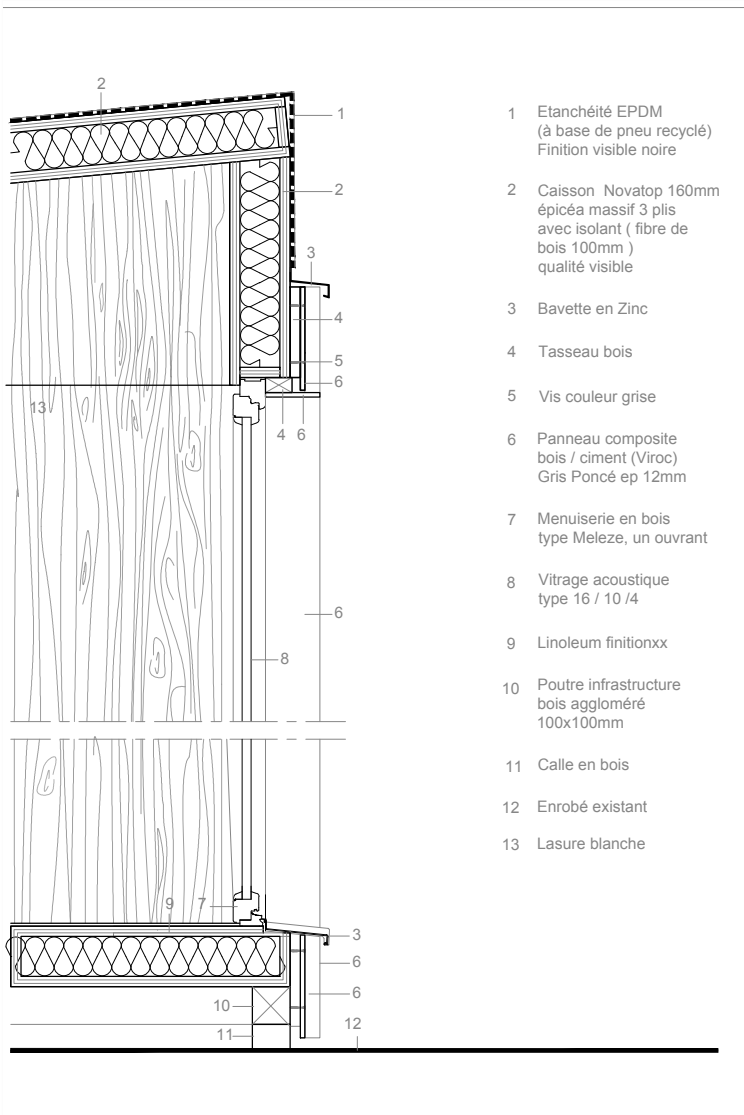 2
1
2
3
4
5
6
13
4 6
6
8
9
7
3
6
6
10
12
11
1 Etanchéité EPDM
(à base de pneu recyclé)
Finition visible noire
2 Caisson Novatop 160mm
épicéa massif 3 plis
avec isolant ( fibre de
bois 100mm )
qualité visible
3 Bavette en Zinc
4 Tasseau bois
5 Vis couleur grise
6 Panneau composite
bois / ciment (Viroc)
Gris Poncé ep 12mm
7 Menuiserie en bois
type Meleze, un ouvrant
8 Vitrage acoustique
type 16 / 10 /4
9 Linoleum finitionxx
10 Poutre infrastructure
bois aggloméré
100x100mm
11 Calle en bois
12 Enrobé existant
13 Lasure blanche